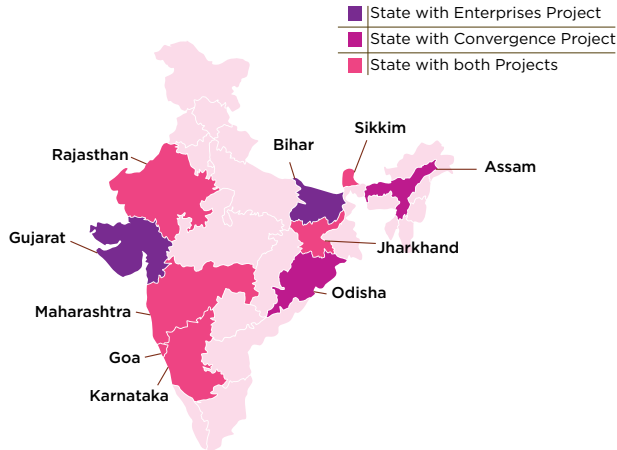 State with Enterprises Project
State with Convergence Project
State with both Projects
Sikkim
Bihar
Rajasthan
Assam
Gujarat
Jharkhand
Odisha
Maharashtra
Goa
Karnataka